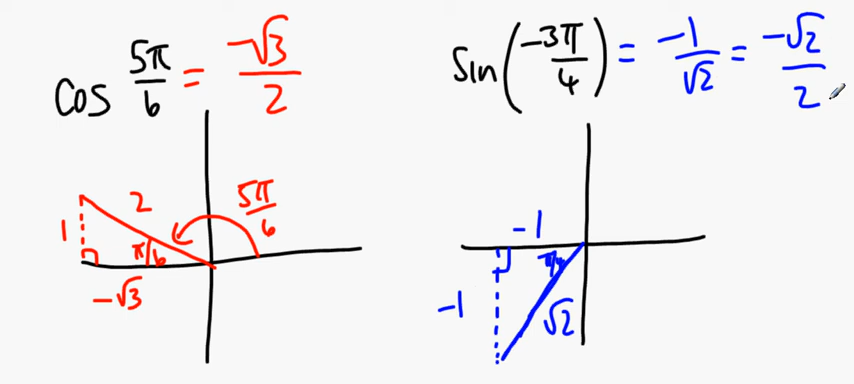 cos 5π/6 = -√3/2
sin(-3π/4) = -1/√2 = -√2/2
2
5π/6
1
π/6
-√3
-1
π/4
-1
√2